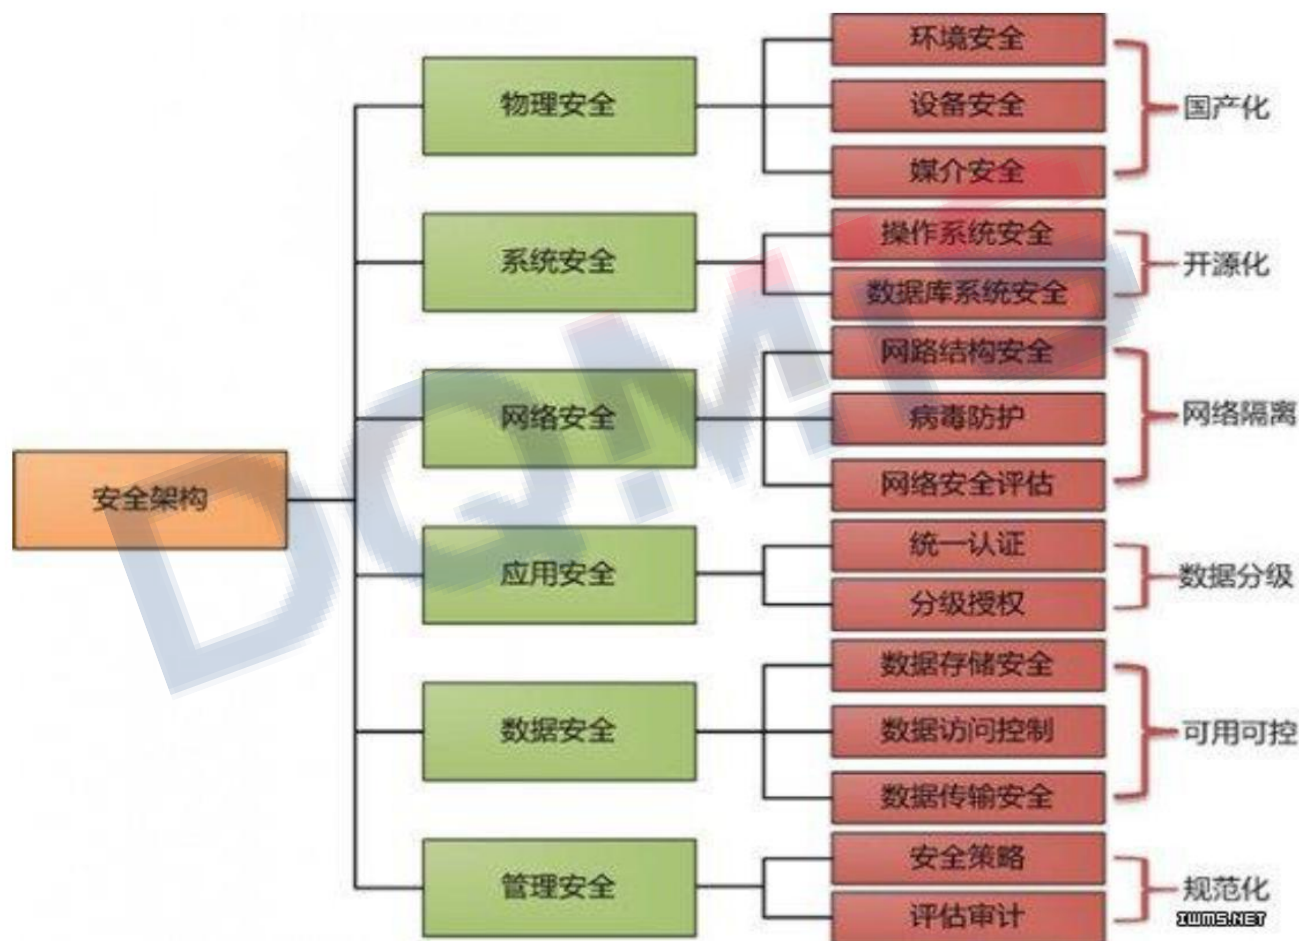 安全架构
物理安全
环境安全
设备安全
媒介安全
国产化
系统安全
操作系统安全
数据库系统安全
开源化
网络安全
网路结构安全
病毒防护
网络安全评估
网络隔离
应用安全
统一认证
分级授权
数据分级
数据安全
数据存储安全
数据访问控制
数据传输安全
可用可控
管理安全
安全策略
评估审计
规范化
IWMS.NET
DQMIS